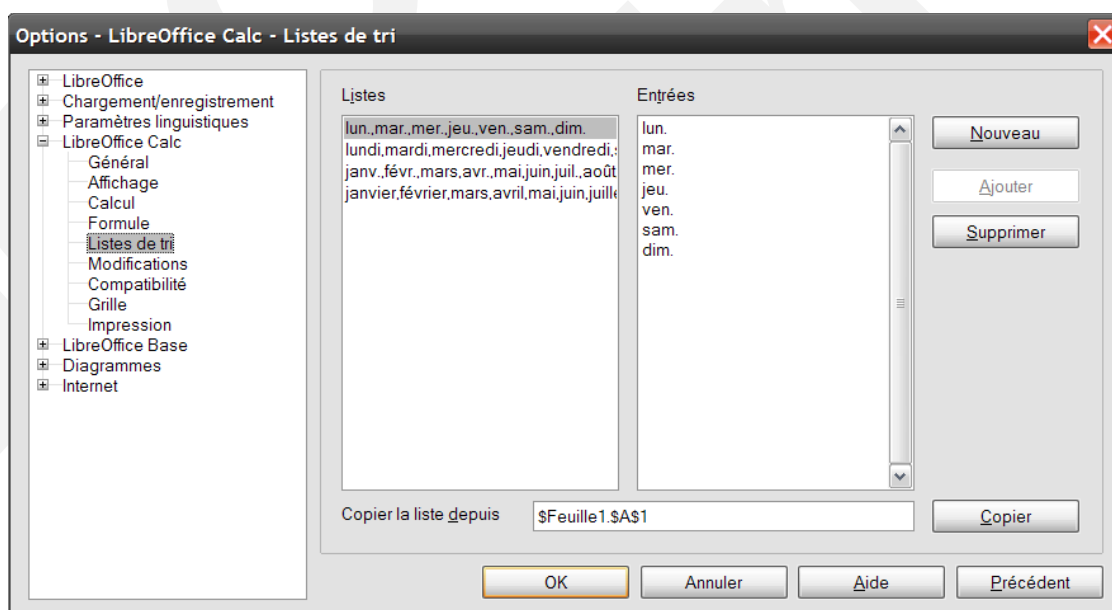 Options - LibreOffice Calc - Listes de tri
LibreOffice
Chargement/enregistrement
Paramètres linguistiques
LibreOffice Calc
Général
Affichage
Calcul
Formule
Listes de tri
Modifications
Compatibilité
Grille
Impression
LibreOffice Base
Diagrammes
Internet
Listes
lun.,mar.,mer.,jeu.,ven.,sam.,dim.
lundi,mardi,mercredi,jeudi,vendredi,
janv.,févr.,mars,avr.,mai,juin,juil.,août
janvier,février,mars,avril,mai,juin,juille
Entrées
lun.
mar.
mer.
jeu.
ven.
sam.
dim.
Nouveau
Ajouter
Supprimer
Copier la liste depuis
$Feuille1.$A$1
Copier
OK
Annuler
Aide
Précédent